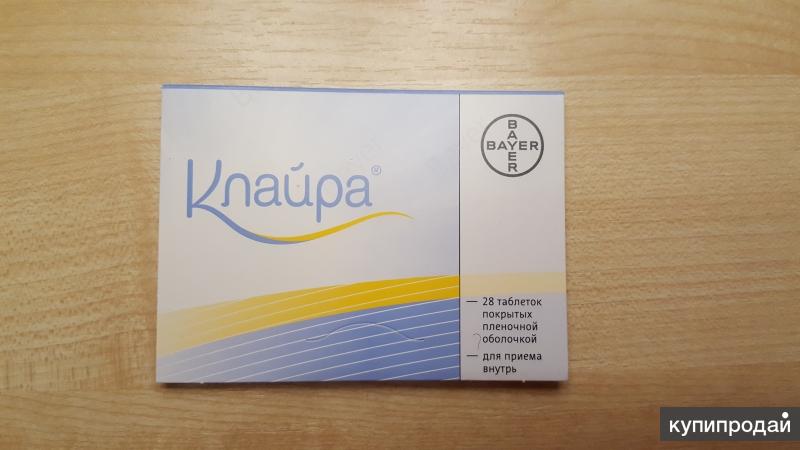 Клайра®
BAYER
BAYER
— 28 таблеток
покрытых
пленочной
оболочкой
— для приема
внутрь
купипродай